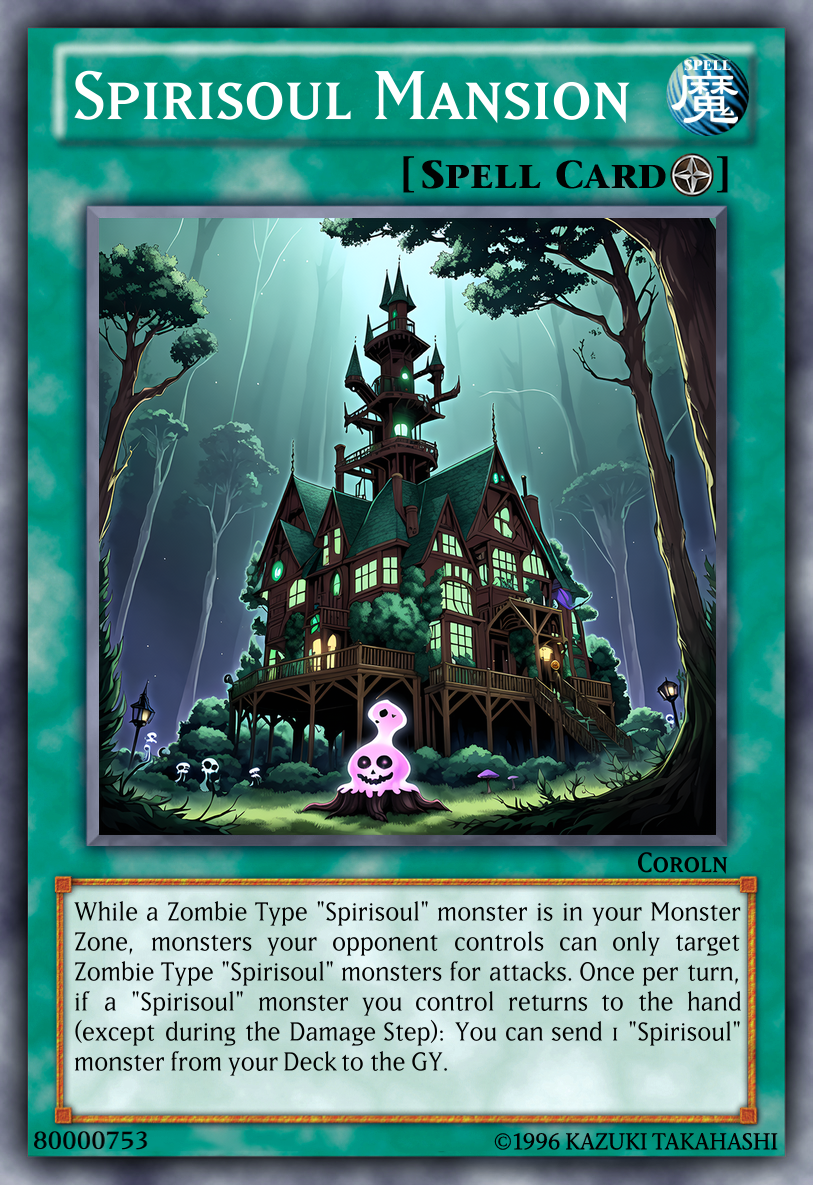 Spirisoul Mansion
SPELL
魔
[Spell Card]
Coroln
While a Zombie Type "Spirisoul" monster is in your Monster
Zone, monsters your opponent controls can only target
Zombie Type "Spirisoul" monsters for attacks. Once per turn,
if a "Spirisoul" monster you control returns to the hand
(except during the Damage Step): You can send 1 "Spirisoul"
monster from your Deck to the GY.
80000753
©1996 KAZUKI TAKAHASHI